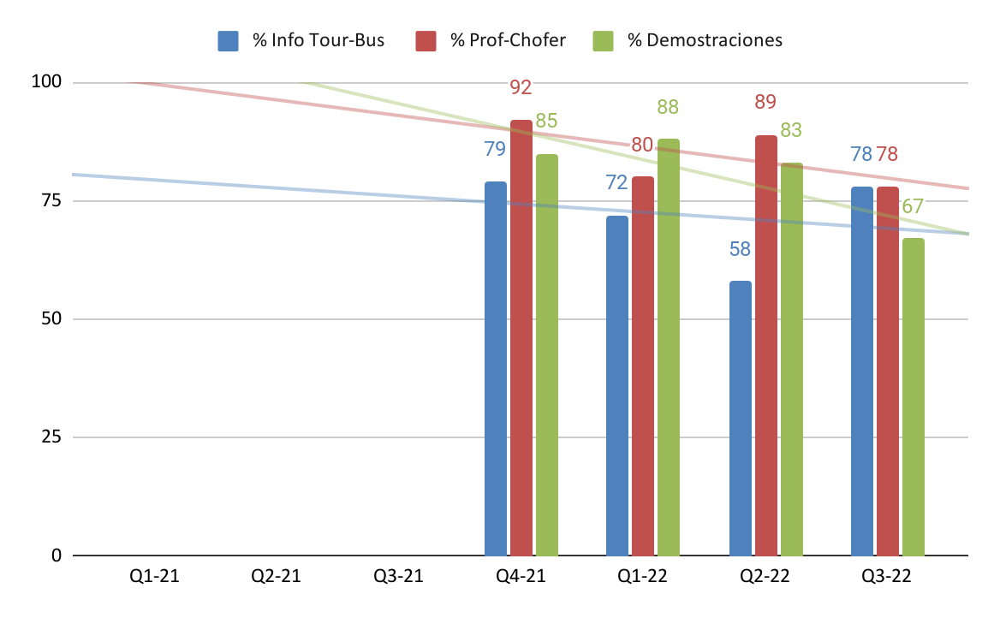 % Info Tour-Bus % Prof-Chofer % Demostraciones
100
75
50
25
0
79 92 85
72 80 88
58 89 83
78 78 67
Q1-21 Q2-21 Q3-21 Q4-21 Q1-22 Q2-22 Q3-22